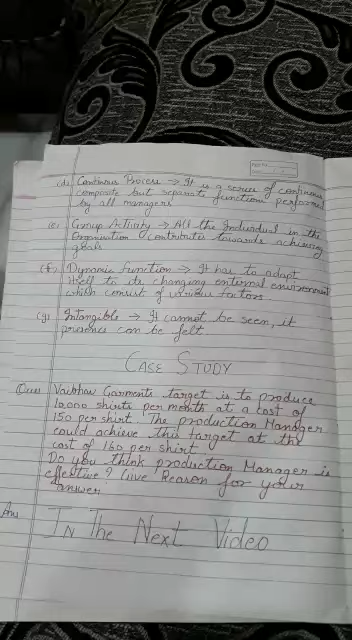 (d) Continuous Process → It is a series of continuous
composite but separate functions performed
by all managers
(e) Group Activity → All the Individual in the
Organisation contributes towards achieving
goals
(f) Dynamic function → It has to adapt
itself to its changing external environment
which consist of various factors.
(g) Intangible → It cannot be seen, it
presence can be felt
CASE STUDY
Ques Vaibhav Garments target is to produce
10,000 shirts per month at a cost of
150 per shirt. The production Manager
could achieve this target at the
cost of 160 per shirt.
Do you think production Manager is
effective? Give Reason for your
answer
Ans IN The Next Video